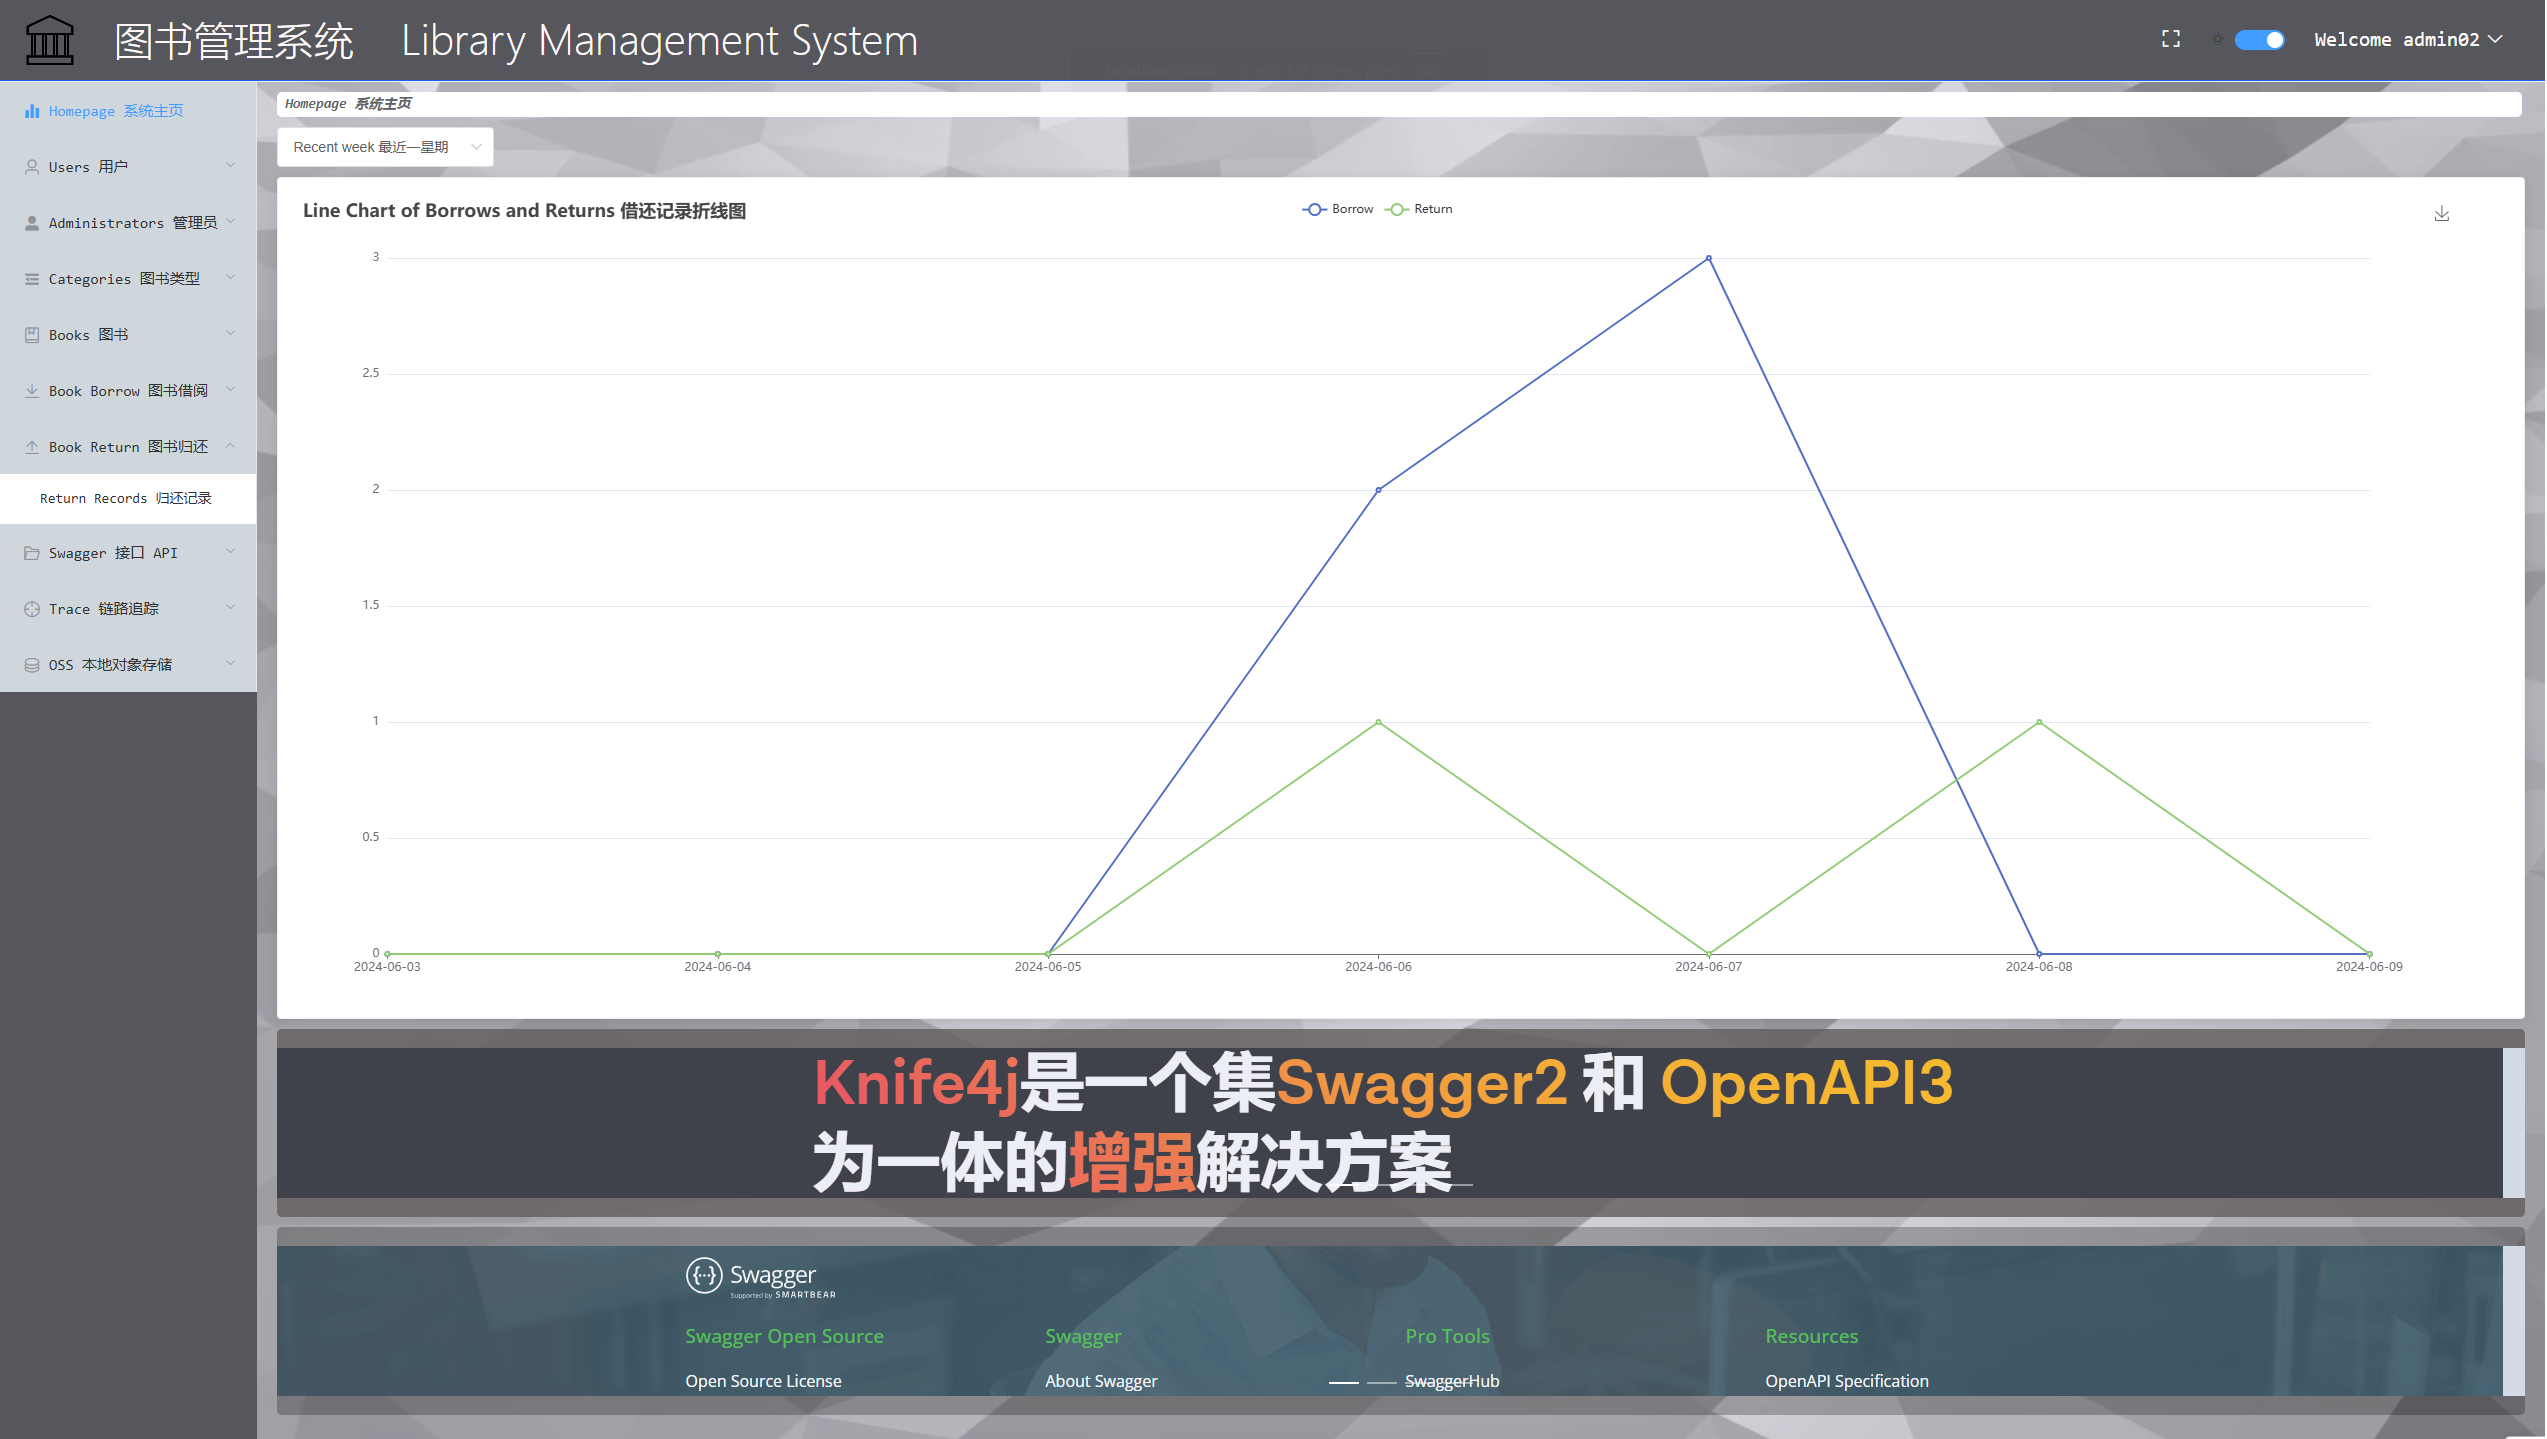 图书管理系统 Library Management System
Welcome admin02
Homepage 系统主页
Users 用户
Administrators 管理员
Categories 图书类型
Books 图书
Book Borrow 图书借阅
Book Return 图书归还
Return Records 归还记录
Swagger 接口 API
Trace 链路追踪
OSS 本地对象存储
Homepage 系统主页
Recent week 最近一星期
Line Chart of Borrows and Returns 借还记录折线图
Borrow Return
3
2.5
2
1.5
1
0.5
0
2024-06-03 2024-06-04 2024-06-05 2024-06-06 2024-06-07 2024-06-08 2024-06-09
Knife4j是一个集Swagger2 和 OpenAPI3
为一体的增强解决方案
Swagger
Supported by SMARTBEAR
Swagger Open Source Swagger Pro Tools Resources
Open Source License About Swagger SwaggerHub OpenAPI Specification